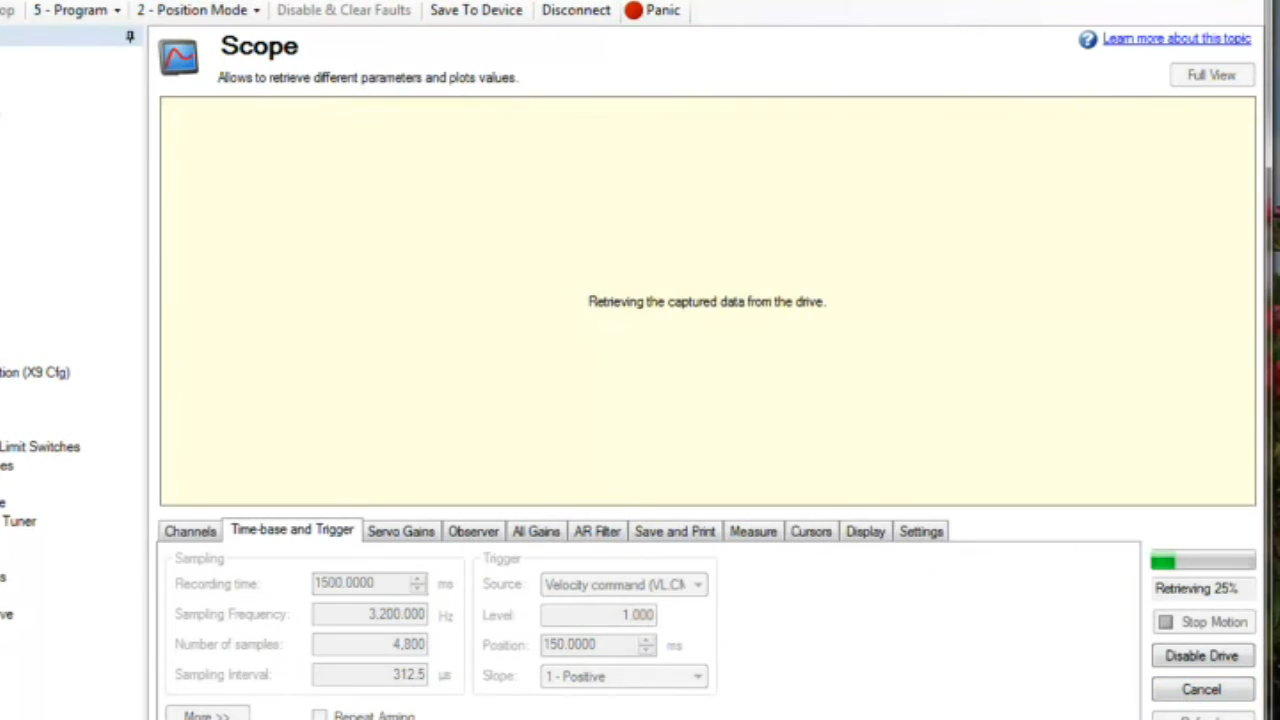 op 5 - Program 2 - Position Mode Disable & Clear Faults Save To Device Disconnect Panic
Scope
Learn more about this topic
Allows to retrieve different parameters and plots values.
Full View
Retrieving the captured data from the drive.
tion (X9 Cfg)
Limit Switches
es
e
Tuner
s
ve
Channels Time-base and Trigger Servo Gains Observer All Gains AR Filter Save and Print Measure Cursors Display Settings
Sampling
Recording time: 1500.0000 ms
Sampling Frequency: 3,200.000 Hz
Number of samples: 4,800
Sampling Interval: 312.5 µs
More >>
Repeat Arming
Trigger
Source: Velocity command (VL.CM
Level: 1.000
Position: 150.0000 ms
Slope: 1 - Positive
Retrieving 25%
Stop Motion
Disable Drive
Cancel